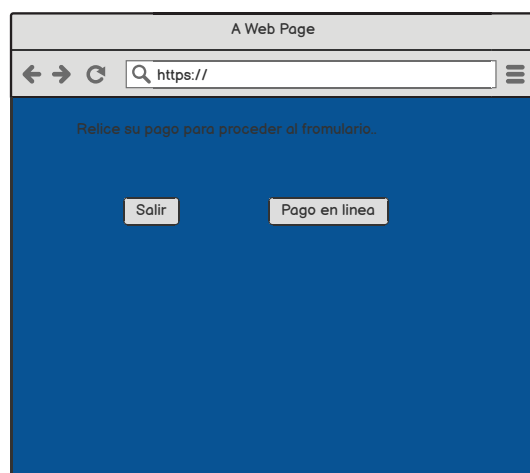 A Web Page
https://
Relice su pago para proceder al fromulario..
Salir
Pago en linea